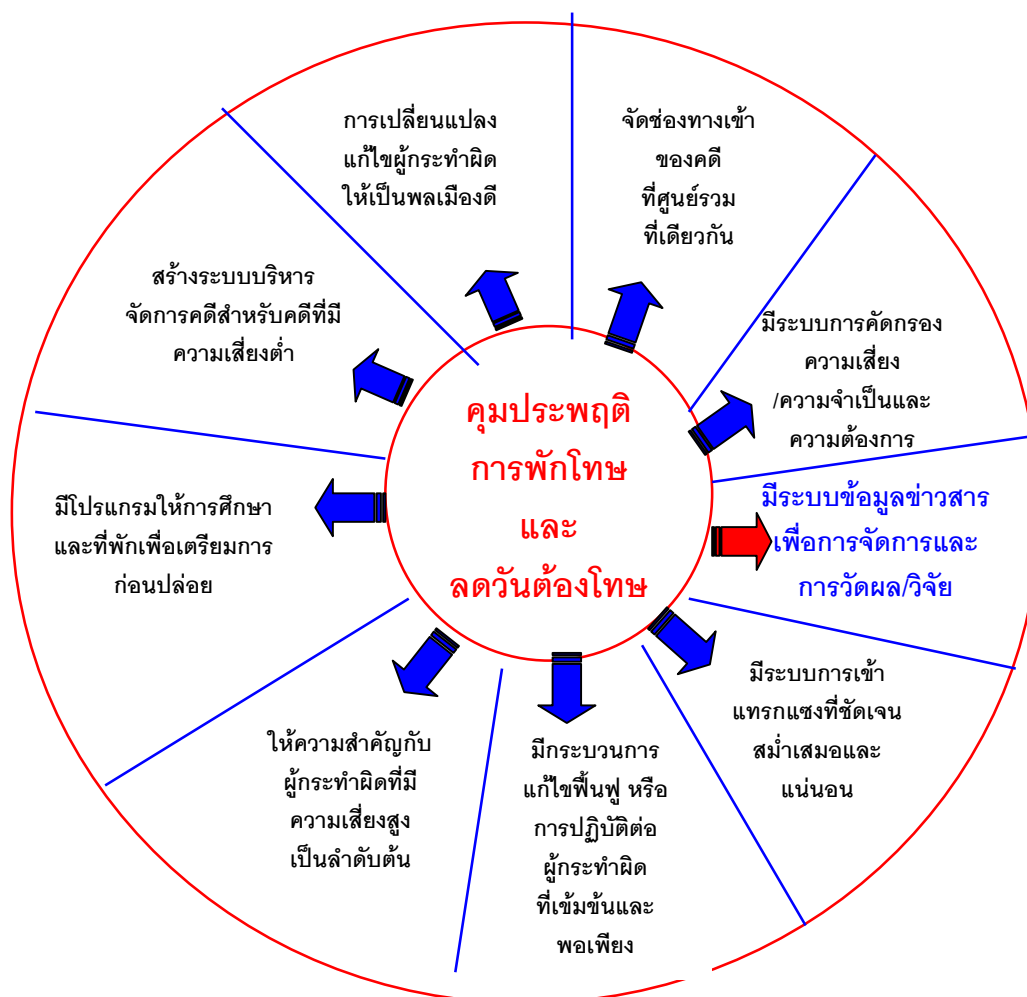 การเปลี่ยนแปลง
แก้ไขผู้กระทำผิด
ให้เป็นพลเมืองดี
จัดช่องทางเข้า
ของคดี
ที่ศูนย์รวม
ที่เดียวกัน
มีระบบการคัดกรอง
ความเสี่ยง
/ความจำเป็นและ
ความต้องการ
มีระบบข้อมูลข่าวสาร
เพื่อการจัดการและ
การวัดผล/วิจัย
มีระบบการเข้า
แทรกแซงที่ชัดเจน
สม่ำเสมอและ
แน่นอน
มีกระบวนการ
แก้ไขฟื้นฟู หรือ
การปฏิบัติต่อ
ผู้กระทำผิด
ที่เข้มข้นและ
พอเพียง
ให้ความสำคัญกับ
ผู้กระทำผิดที่มี
ความเสี่ยงสูง
เป็นลำดับต้น
มีโปรแกรมให้การศึกษา
และที่พักเพื่อเตรียมการ
ก่อนปล่อย
สร้างระบบบริหาร
จัดการคดีสำหรับคดีที่มี
ความเสี่ยงต่ำ
คุมประพฤติ
การพักโทษ
และ
ลดวันต้องโทษ